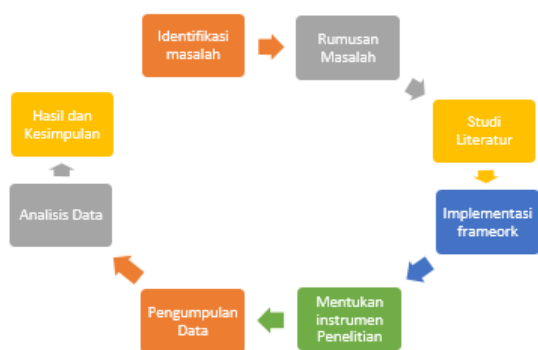 Identifikasi
masalah
Rumusan
Masalah
Studi
Literatur
Implementasi
frameork
Mentukan
instrumen
Penelitian
Pengumpulan
Data
Analisis Data
Hasil dan
Kesimpulan